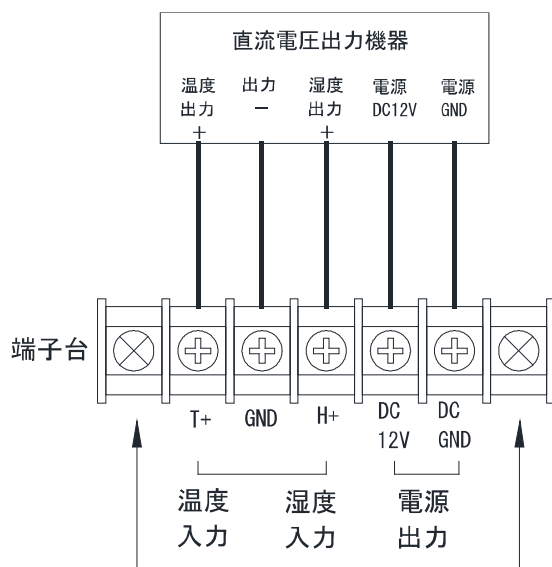 直流電圧出力機器
温度
出力
+
出力
−
湿度
出力
+
電源
DC12V
電源
GND
端子台
T+
GND
H+
DC
12V
DC
GND
温度
入力
湿度
入力
電源
出力